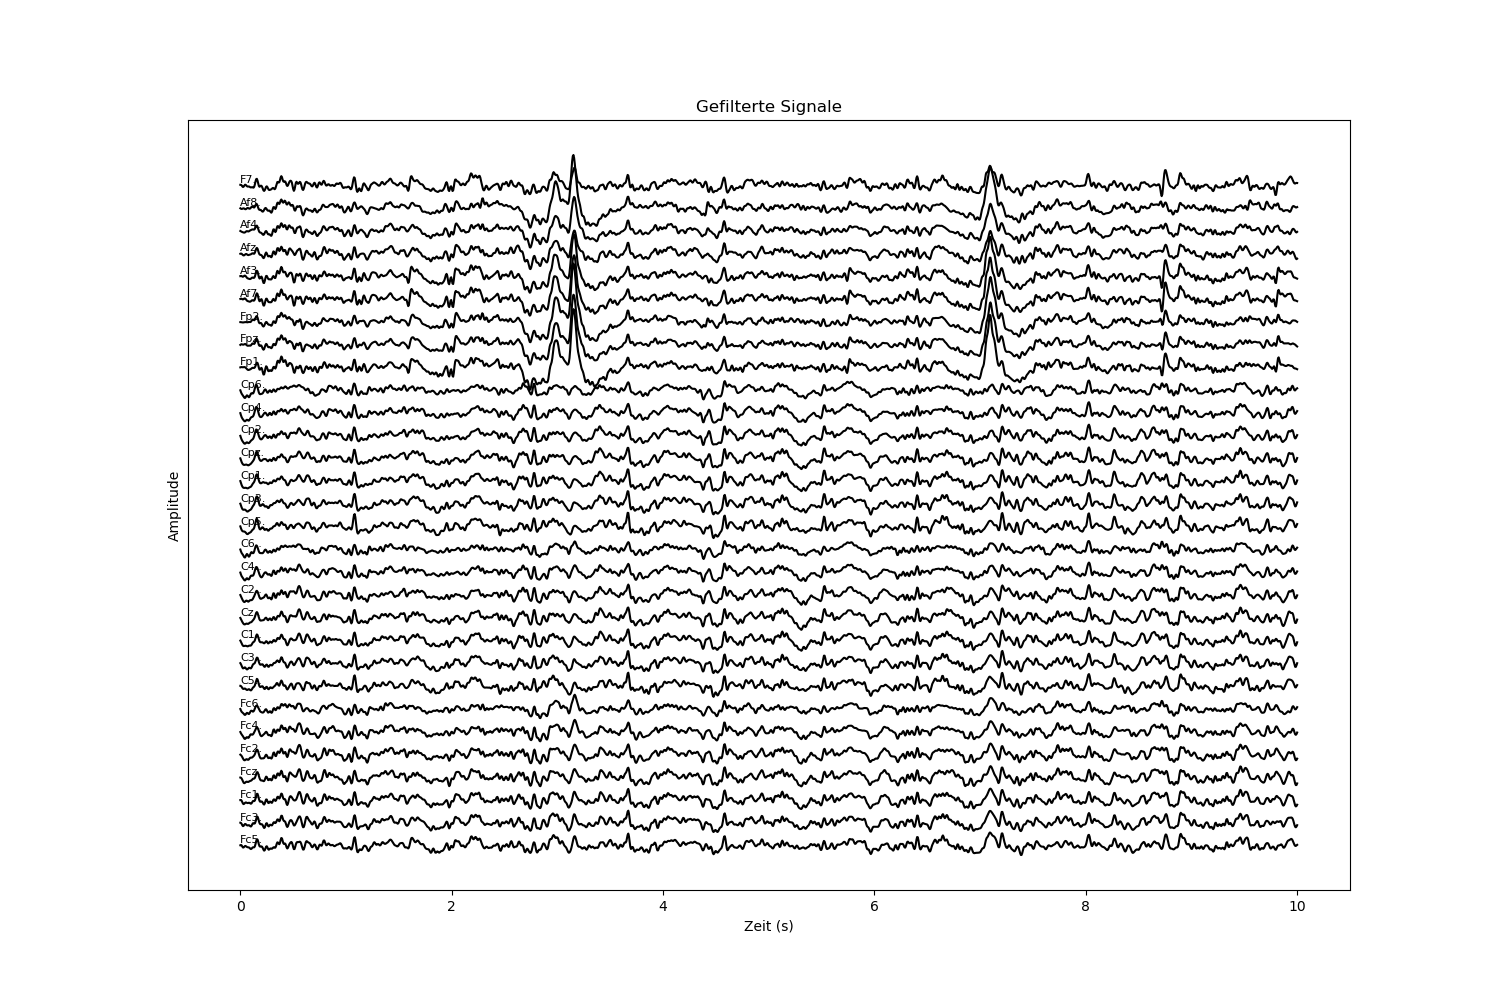 Gefilterte Signale
F7.
Af8.
Af4.
Afz.
Af3.
Af7.
Fp2.
Fpz.
Fp1.
Cp6.
Cp4.
Cp2.
Cpz.
Cp1.
Cp3.
Cp5.
C6.
C4.
C2.
Cz.
C1.
C3.
C5.
Fc6.
Fc4.
Fc2.
Fcz.
Fc1.
Fc3.
Fc5.
Amplitude
0 2 4 6 8 10
Zeit (s)